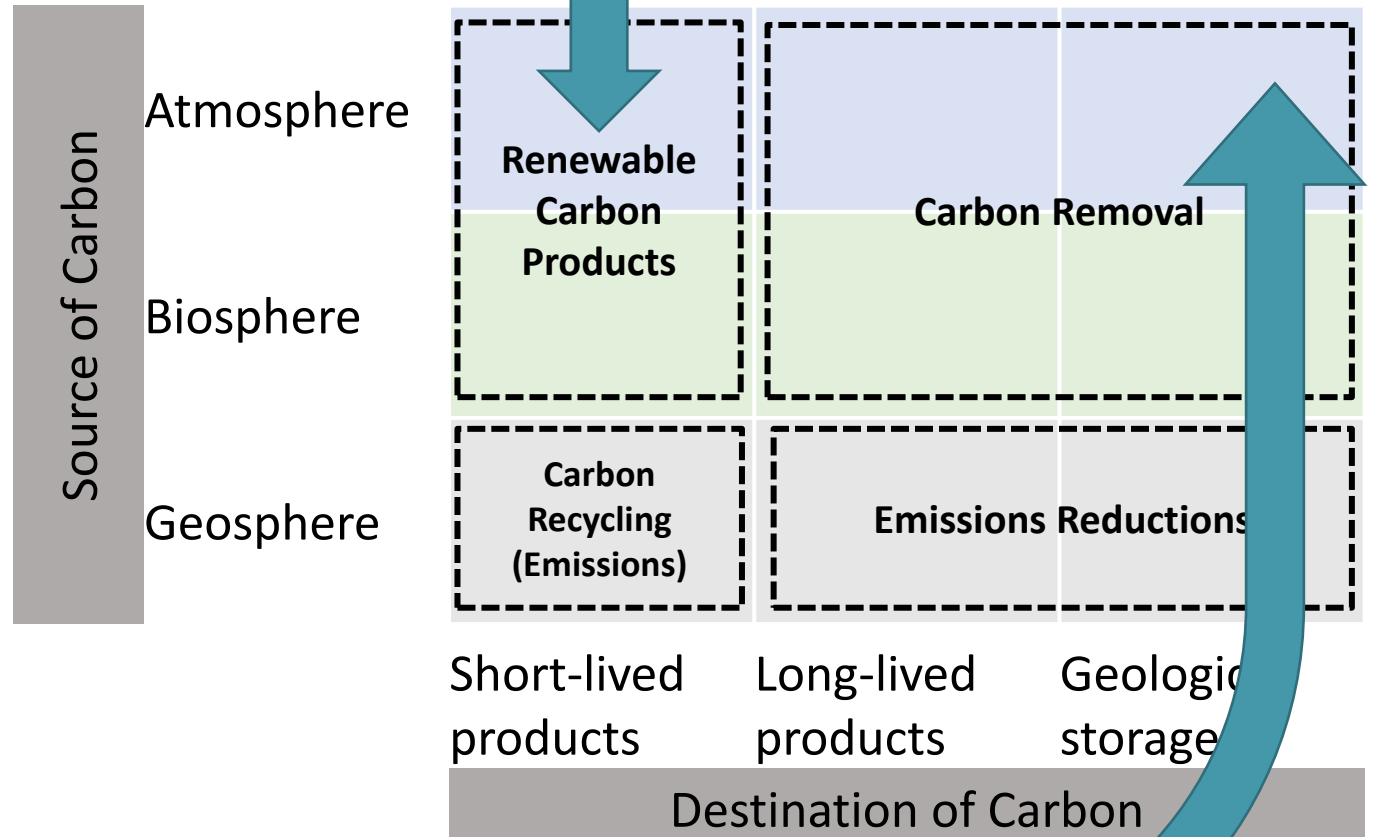 Source of Carbon
Atmosphere
Biosphere
Geosphere
Renewable
Carbon
Products
Carbon Removal
Carbon
Recycling
(Emissions)
Emissions Reductions
Short-lived
products
Long-lived
products
Geologic
storage
Destination of Carbon